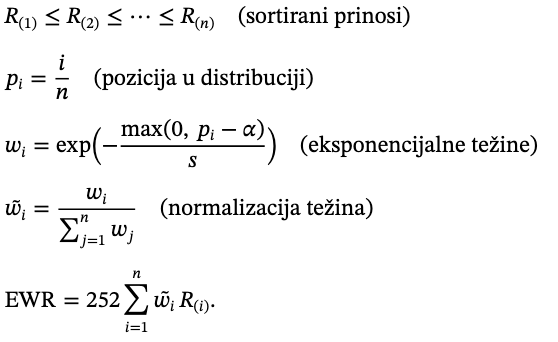 R₍₁₎ ≤ R₍₂₎ ≤ ⋯ ≤ R₍ₙ₎ (sortirani prinosi)
pᵢ = i/n (pozicija u distribuciji)
wᵢ = exp(−max(0, pᵢ − α)/s) (eksponencijalne težine)
w̃ᵢ = wᵢ/∑ⱼ₌₁ⁿ wⱼ (normalizacija težina)
EWR = 252 ∑ᵢ₌₁ⁿ w̃ᵢ R₍ᵢ₎.